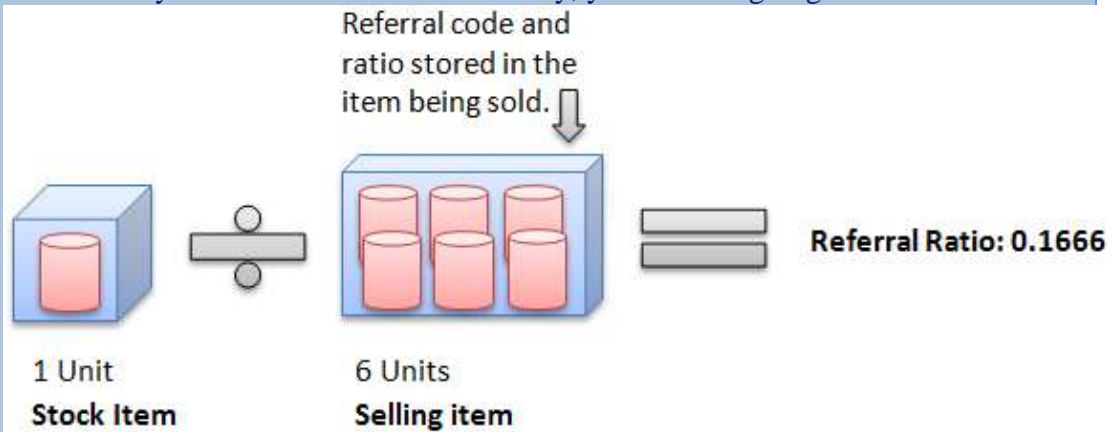 Referral code and
ratio stored in the
item being sold.
Referral Ratio: 0.1666
1 Unit
Stock Item
6 Units
Selling item